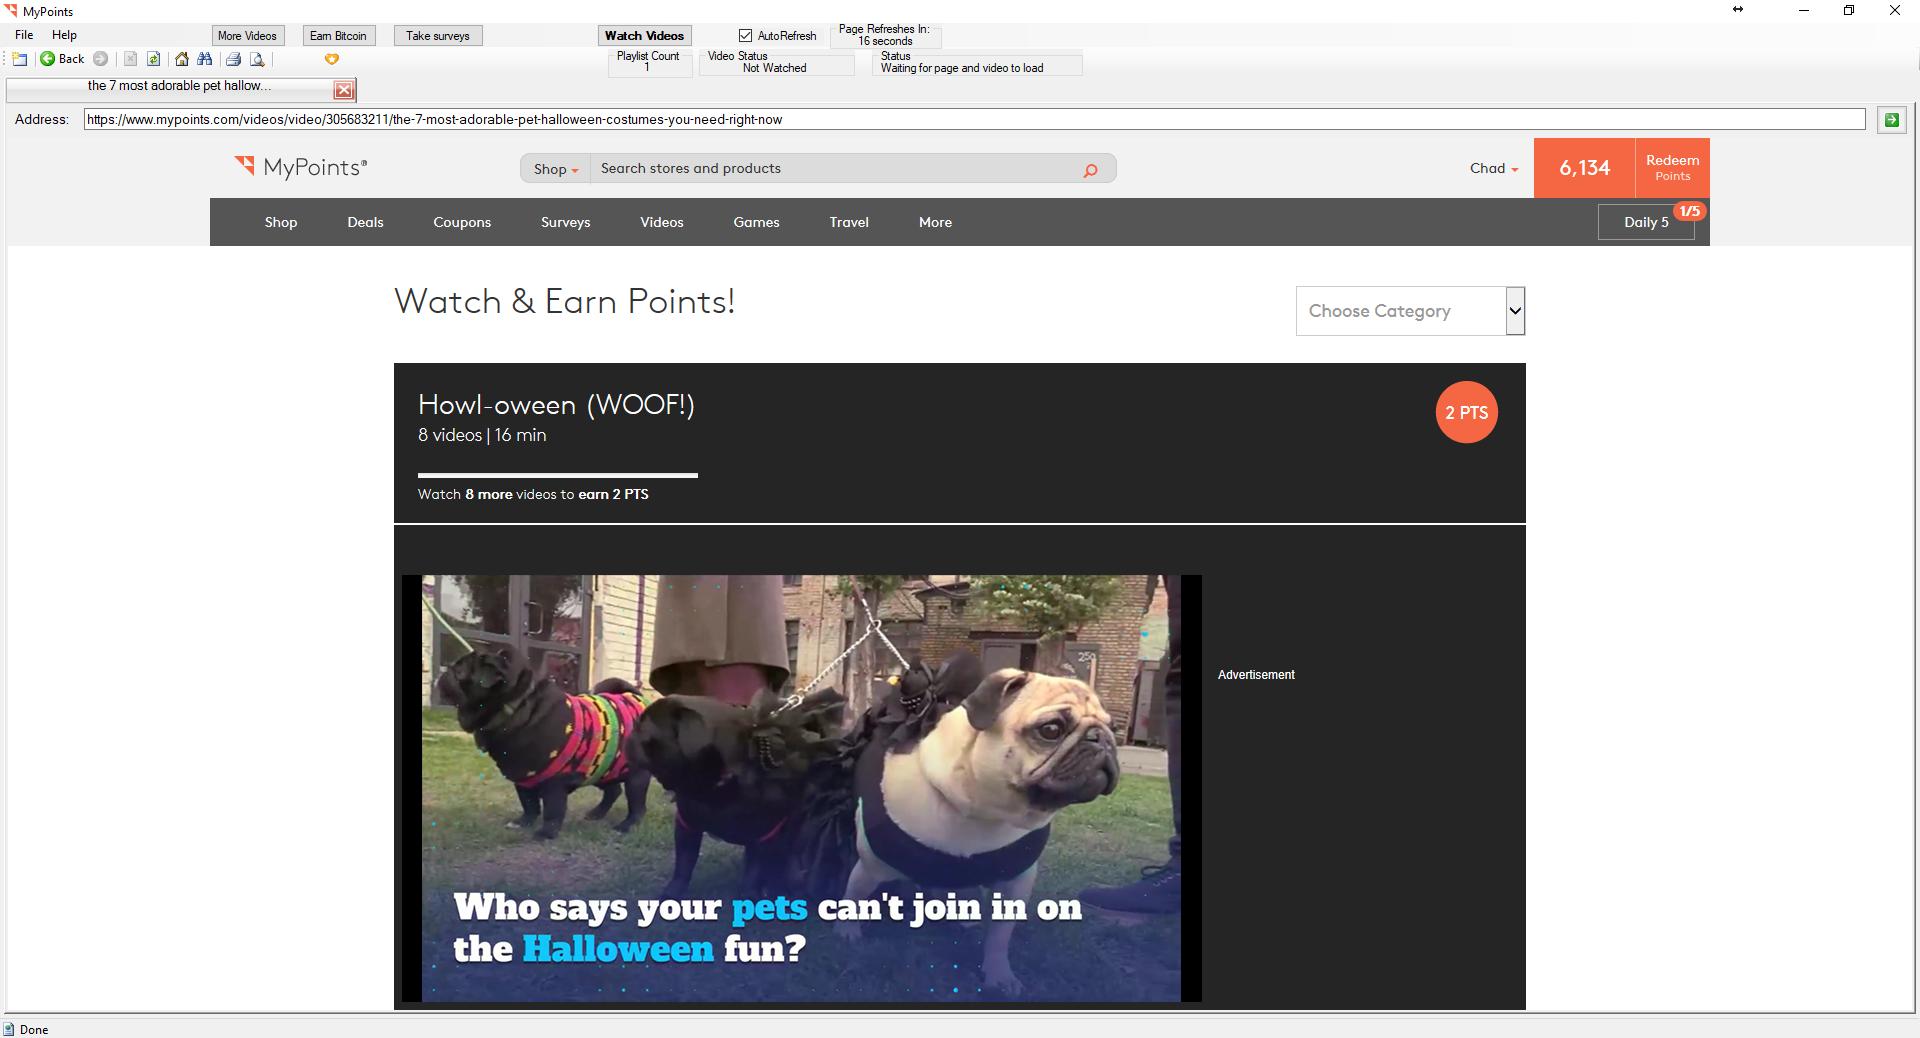 MyPoints
File Help More Videos Earn Bitcoin Take surveys Watch Videos AutoRefresh Page Refreshes In:
16 seconds
Back Playlist Count Video Status Status
1 Not Watched Waiting for page and video to load
the 7 most adorable pet hallow...
Address: https://www.mypoints.com/videos/video/305683211/the-7-most-adorable-pet-halloween-costumes-you-need-right-now
MyPoints® Shop Search stores and products Chad 6,134 Redeem
Points
Shop Deals Coupons Surveys Videos Games Travel More Daily 5 1/5
Watch & Earn Points!
Choose Category
Howl-oween (WOOF!)
2 PTS
8 videos | 16 min
Watch 8 more videos to earn 2 PTS
250
Advertisement
Who says your pets can't join in on
the Halloween fun?
Done